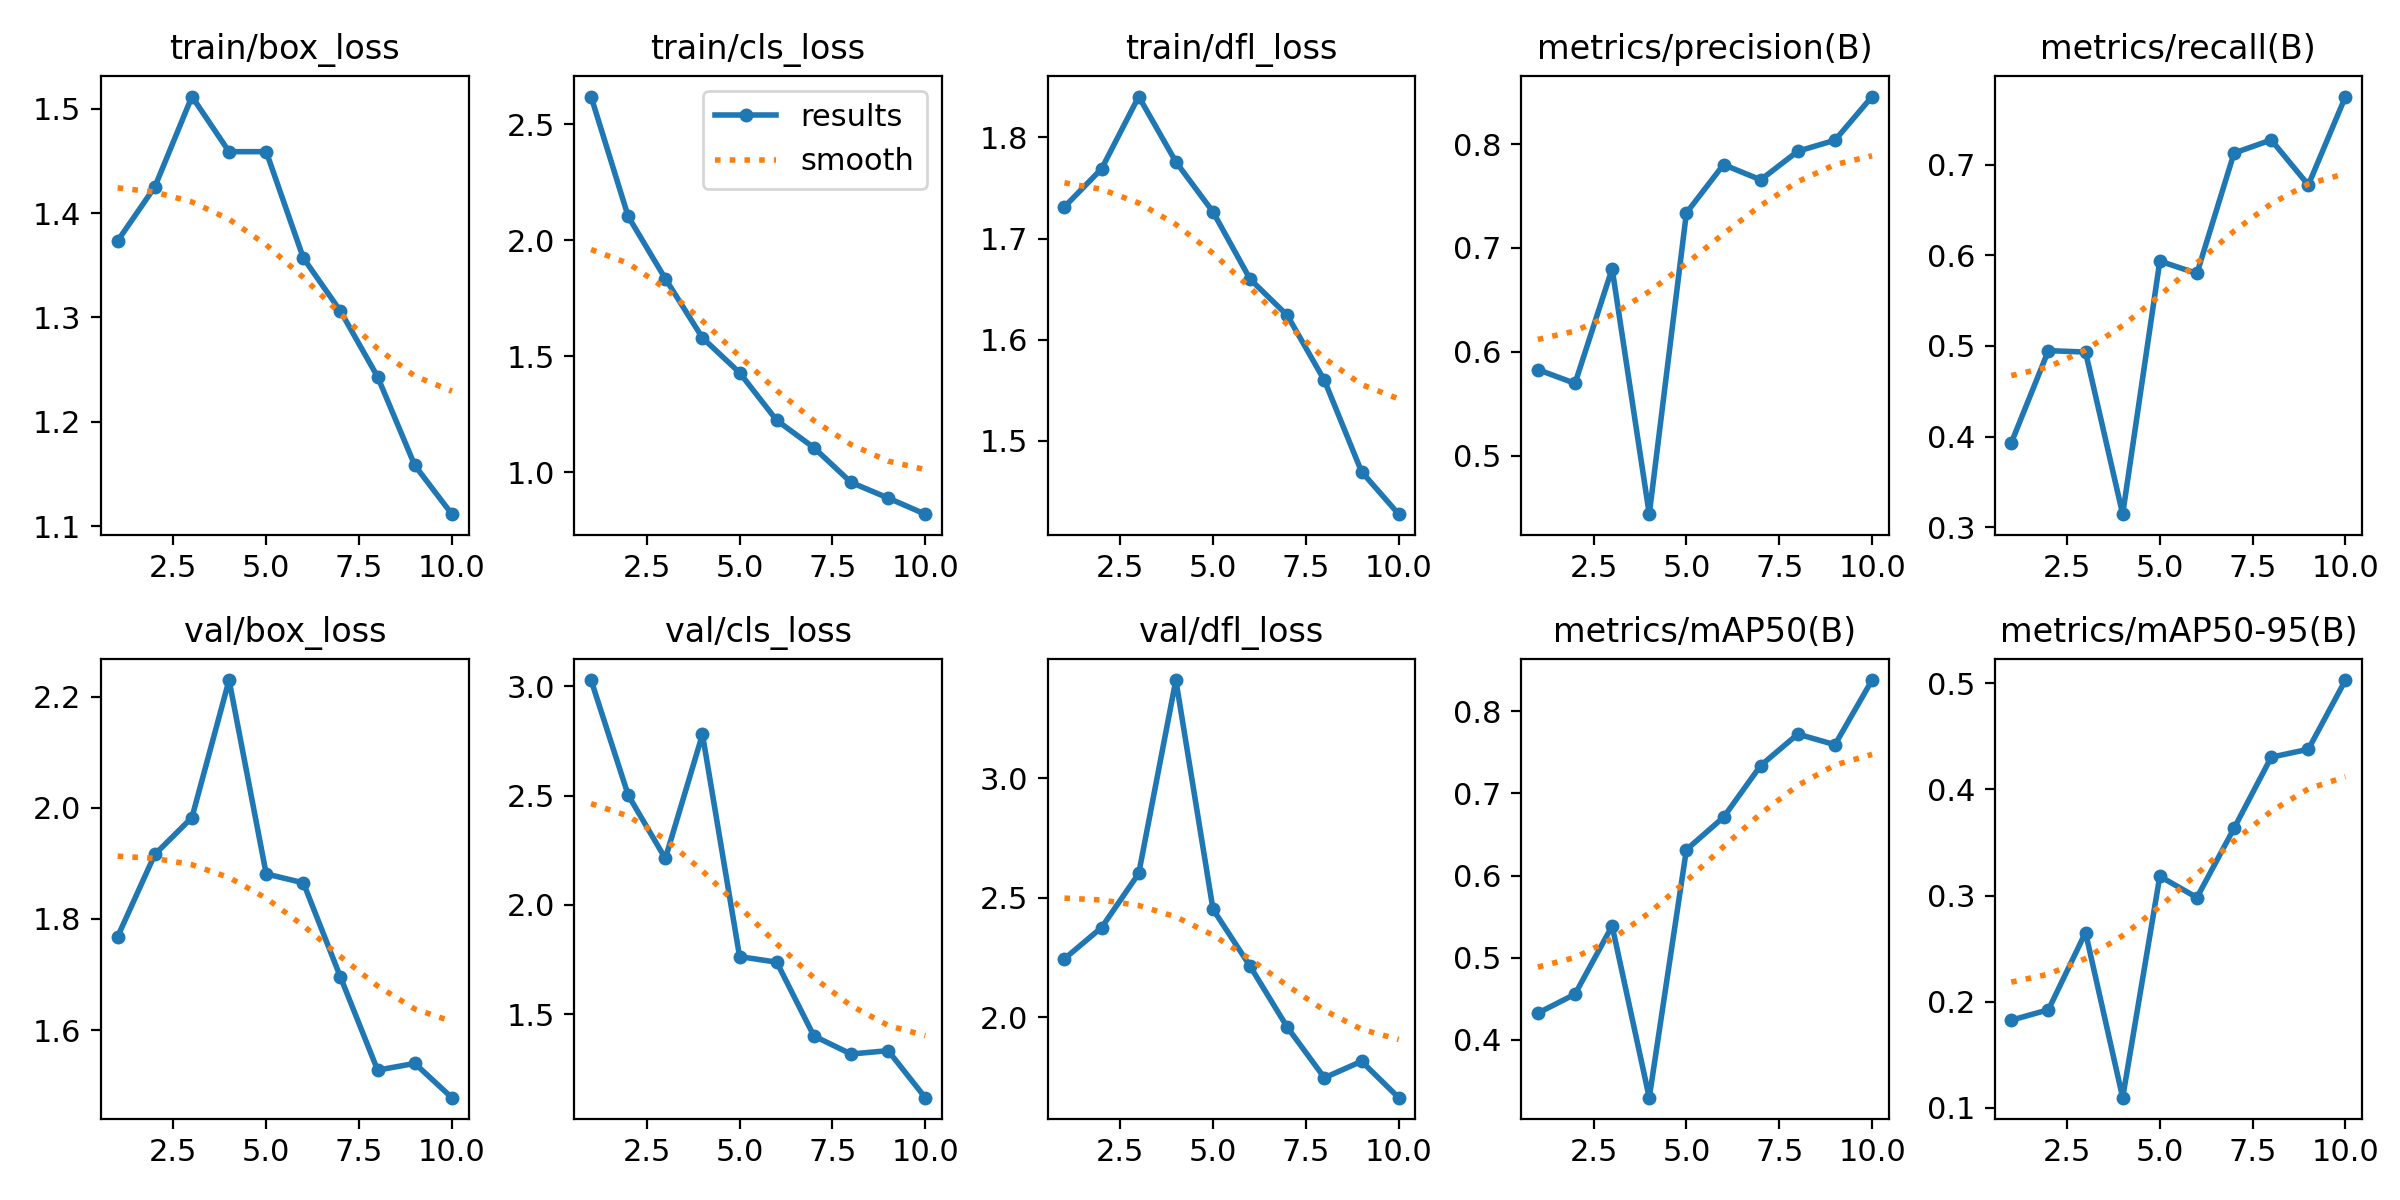 train/box_loss
1.5
1.4
1.3
1.2
1.1
2.5 5.0 7.5 10.0
train/cls_loss
results
smooth
2.5
2.0
1.5
1.0
2.5 5.0 7.5 10.0
train/dfl_loss
1.8
1.7
1.6
1.5
2.5 5.0 7.5 10.0
metrics/precision(B)
0.8
0.7
0.6
0.5
2.5 5.0 7.5 10.0
metrics/recall(B)
0.7
0.6
0.5
0.4
0.3
2.5 5.0 7.5 10.0
val/box_loss
2.2
2.0
1.8
1.6
2.5 5.0 7.5 10.0
val/cls_loss
3.0
2.5
2.0
1.5
2.5 5.0 7.5 10.0
val/dfl_loss
3.0
2.5
2.0
2.5 5.0 7.5 10.0
metrics/mAP50(B)
0.8
0.7
0.6
0.5
0.4
2.5 5.0 7.5 10.0
metrics/mAP50-95(B)
0.5
0.4
0.3
0.2
0.1
2.5 5.0 7.5 10.0